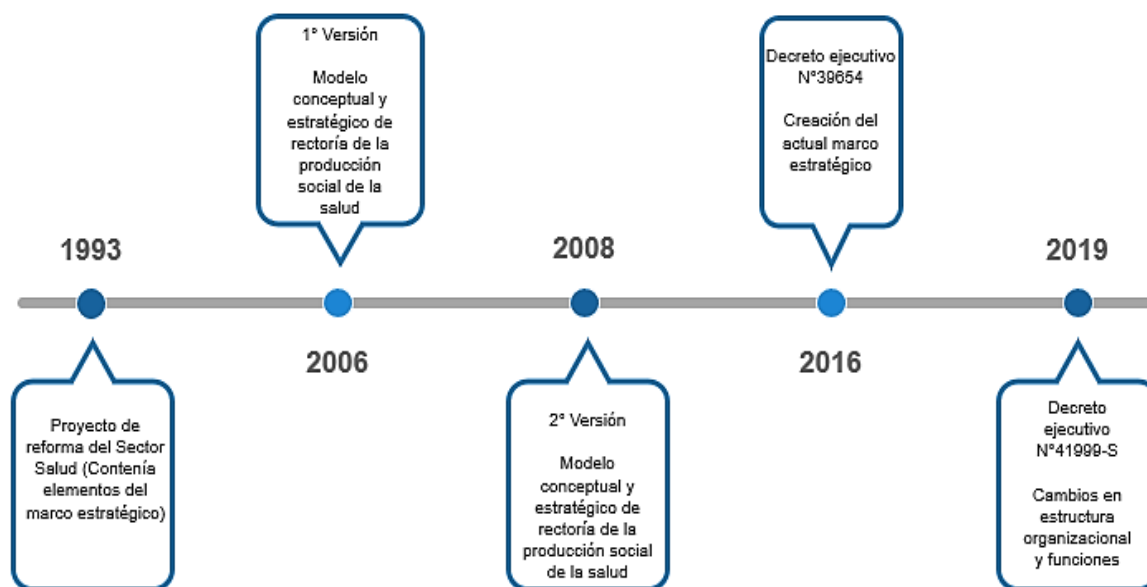 1° Versión
Modelo
conceptual y
estratégico de
rectoría de la
producción
social de la
salud
Decreto ejecutivo
N°39654
Creación del
actual marco
estratégico
1993
2008
2019
2006
2016
Proyecto de
reforma del Sector
Salud (Contenía
elementos del
marco estratégico)
2° Versión
Modelo
conceptual y
estratégico de
rectoría de la
producción social
de la salud
Decreto
ejecutivo
N°41999-S
Cambios en
estructura
organizacional
y funciones